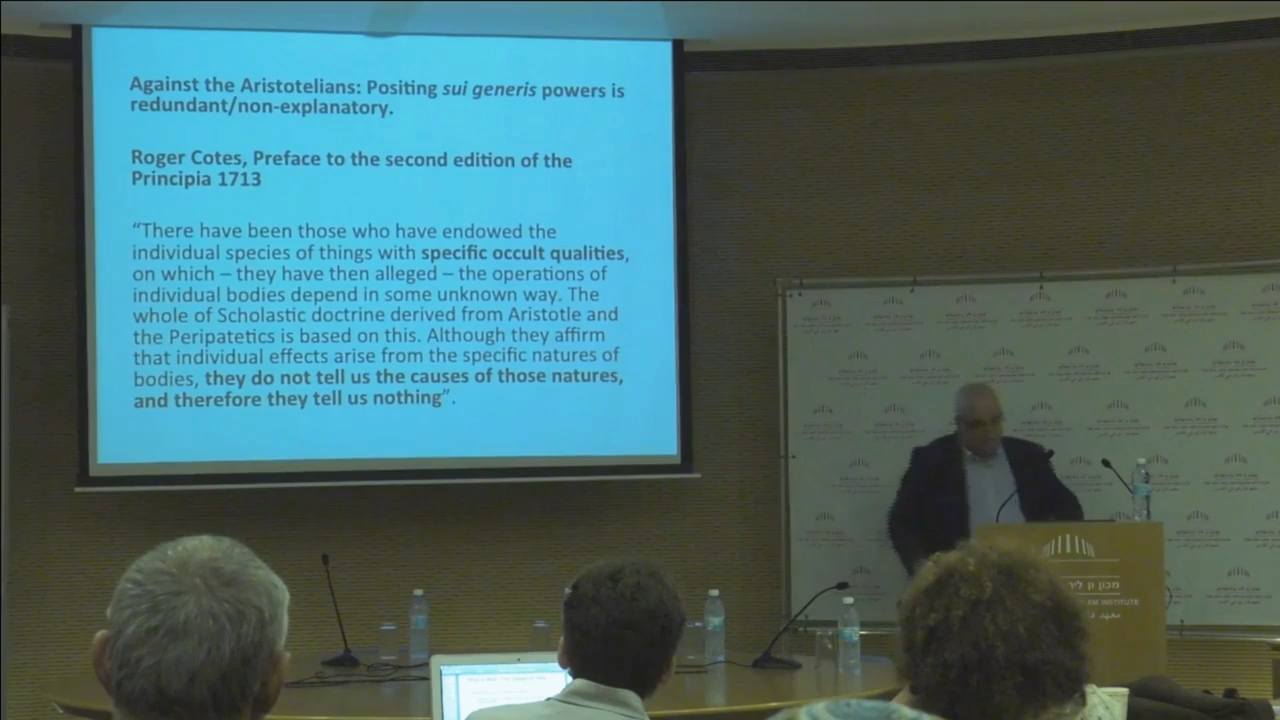 Against the Aristotelians: Positing sui generis powers is
redundant/non-explanatory.
Roger Cotes, Preface to the second edition of the
Principia 1713
“There have been those who have endowed the
individual species of things with specific occult qualities,
on which – they have then alleged – the operations of
individual bodies depend in some unknown way. The
whole of Scholastic doctrine derived from Aristotle and
the Peripatetics is based on this. Although they affirm
that individual effects arise from the specific natures of
bodies, they do not tell us the causes of those natures,
and therefore they tell us nothing”.
מכון ון ליר
INSTITUTE